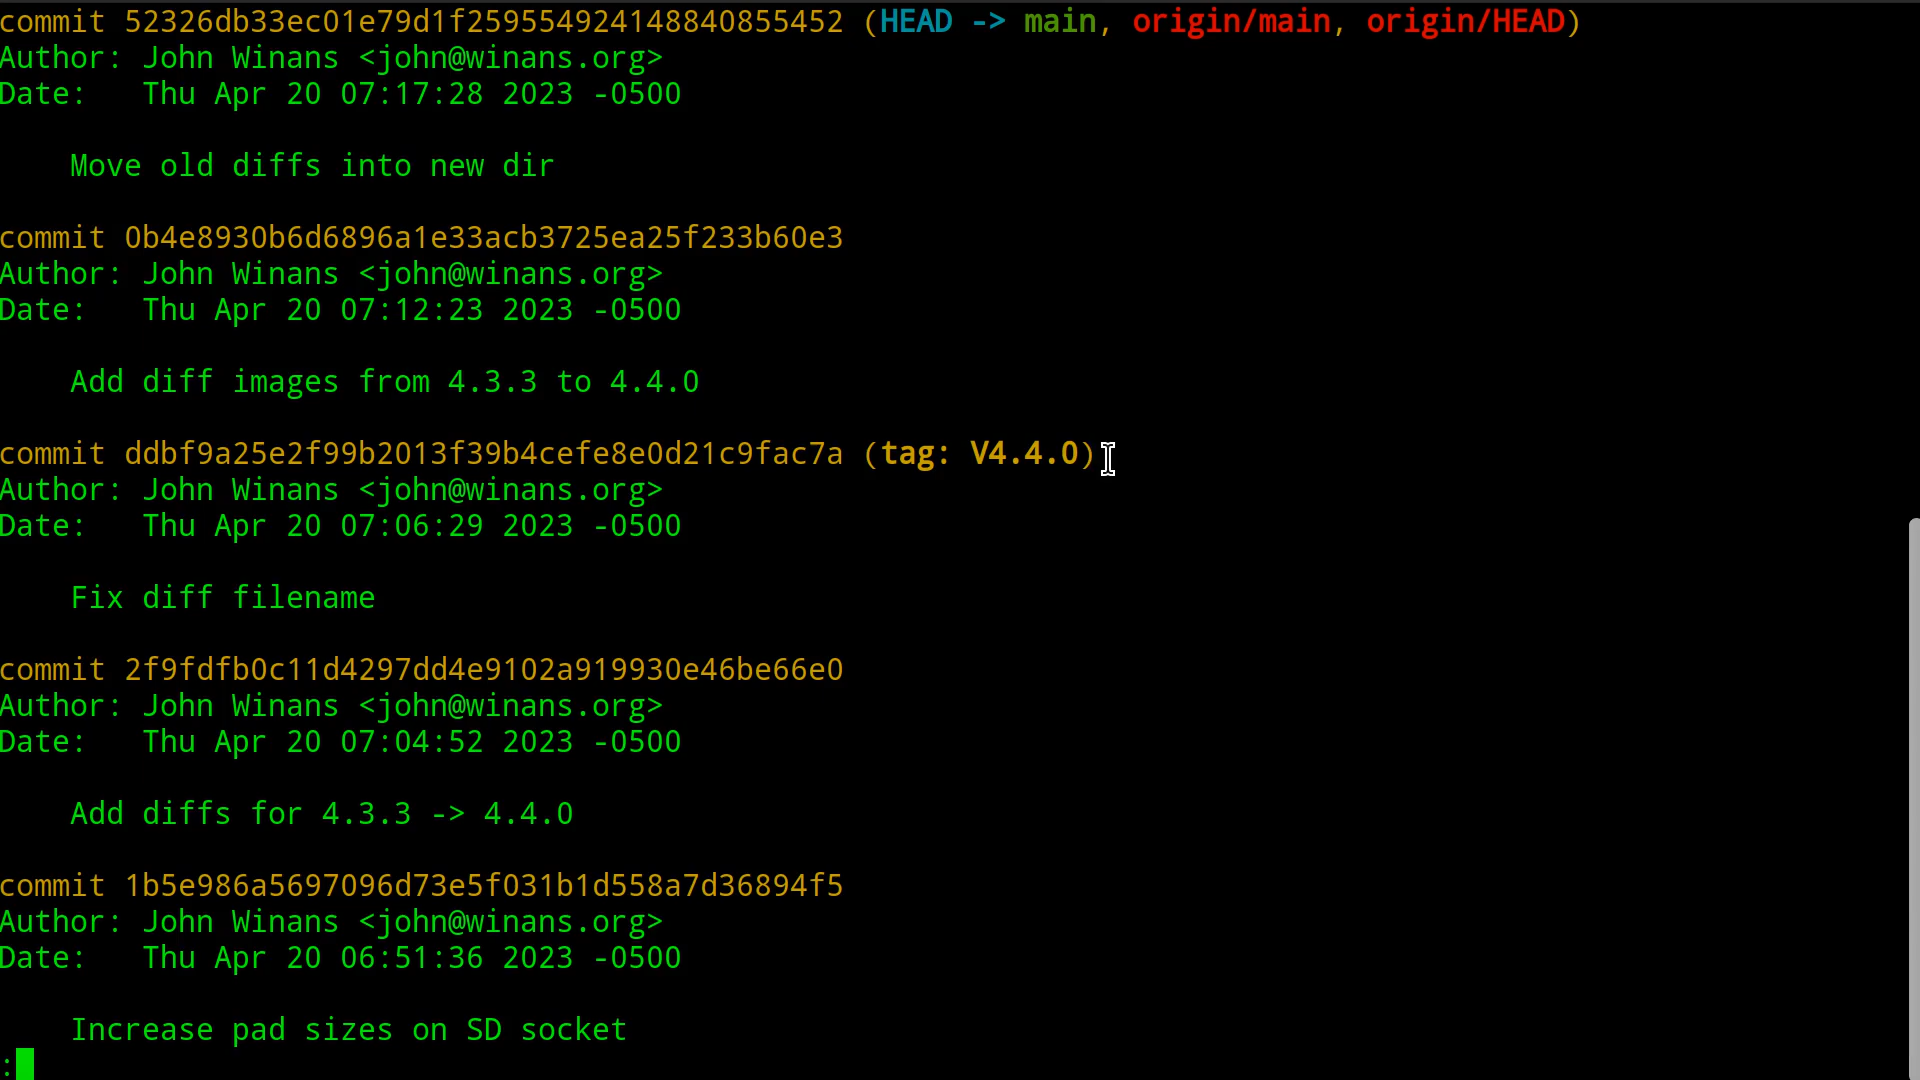 commit 52326db33ec01e79d1f259554924148840855452 (HEAD -> main, origin/main, origin/HEAD)
Author: John Winans <john@winans.org>
Date:   Thu Apr 20 07:17:28 2023 -0500

    Move old diffs into new dir

commit 0b4e8930b6d6896a1e33acb3725ea25f233b60e3
Author: John Winans <john@winans.org>
Date:   Thu Apr 20 07:12:23 2023 -0500

    Add diff images from 4.3.3 to 4.4.0

commit ddbf9a25e2f99b2013f39b4cefe8e0d21c9fac7a (tag: V4.4.0)
Author: John Winans <john@winans.org>
Date:   Thu Apr 20 07:06:29 2023 -0500

    Fix diff filename

commit 2f9fdfb0c11d4297dd4e9102a919930e46be66e0
Author: John Winans <john@winans.org>
Date:   Thu Apr 20 07:04:52 2023 -0500

    Add diffs for 4.3.3 -> 4.4.0

commit 1b5e986a5697096d73e5f031b1d558a7d36894f5
Author: John Winans <john@winans.org>
Date:   Thu Apr 20 06:51:36 2023 -0500

    Increase pad sizes on SD socket
: